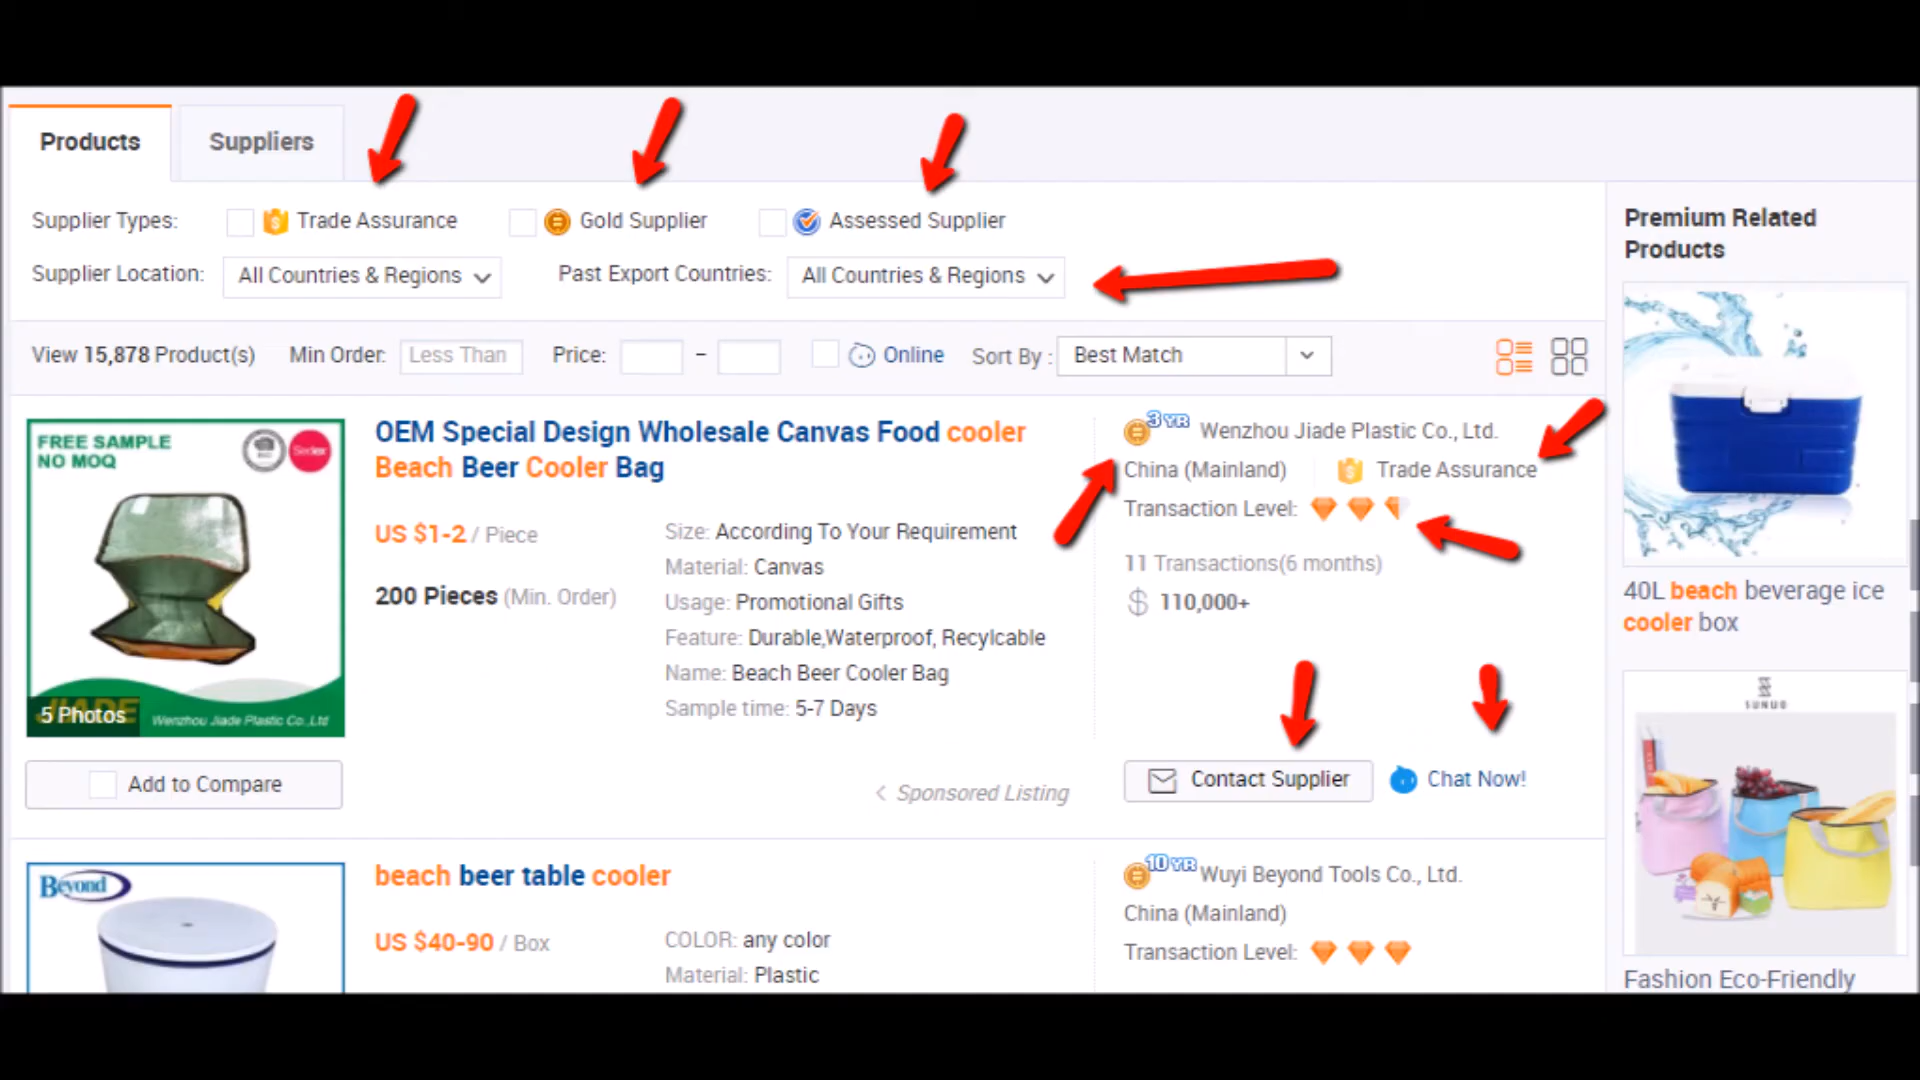 Products
Suppliers
Supplier Types:
Trade Assurance
Gold Supplier
Assessed Supplier
Supplier Location:
All Countries & Regions
Past Export Countries:
All Countries & Regions
View 15,878 Product(s)
Min Order:
Less Than
Price:
-
Online
Sort By :
Best Match
FREE SAMPLE
NO MOQ
Sedex
5 Photos
Wenzhou Jiade Plastic Co.,Ltd
Add to Compare
OEM Special Design Wholesale Canvas Food cooler
Beach Beer Cooler Bag
US $1-2 / Piece
200 Pieces (Min. Order)
Size: According To Your Requirement
Material: Canvas
Usage: Promotional Gifts
Feature: Durable,Waterproof, Recylcable
Name: Beach Beer Cooler Bag
Sample time: 5-7 Days
< Sponsored Listing
3 YR
Wenzhou Jiade Plastic Co., Ltd.
China (Mainland)
Trade Assurance
Transaction Level:
11 Transactions(6 months)
$ 110,000+
Contact Supplier
Chat Now!
Beyond
beach beer table cooler
US $40-90 / Box
COLOR: any color
Material: Plastic
10 YR
Wuyi Beyond Tools Co., Ltd.
China (Mainland)
Transaction Level:
Premium Related
Products
40L beach beverage ice
cooler box
SUNUO
Fashion Eco-Friendly